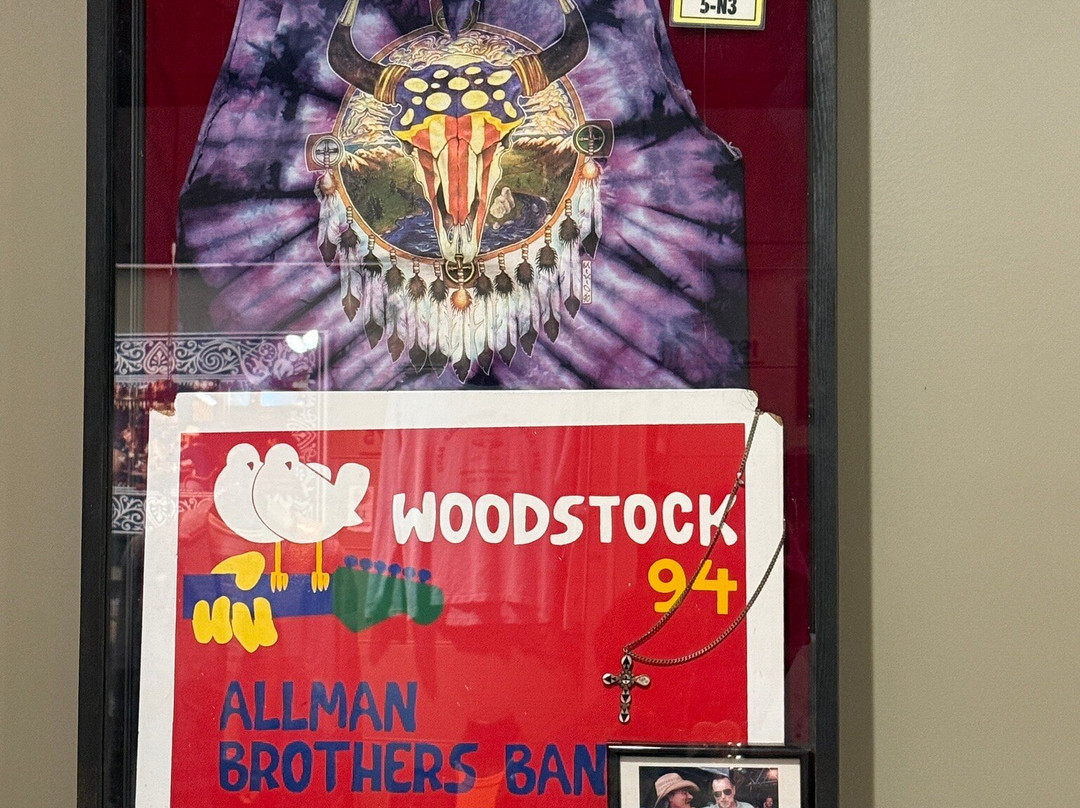 5-N3
WOODSTOCK
94
ALLMAN
BROTHERS BAN